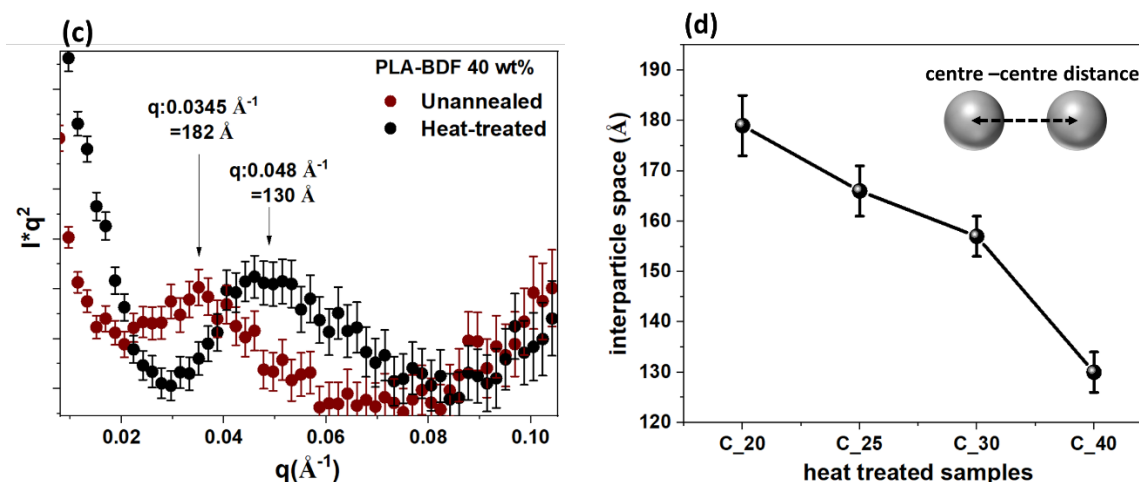 (c)
PLA-BDF 40 wt%
Unannealed
Heat-treated
q:0.0345 Å-1
=182 Å
q:0.048 Å-1
=130 Å
I*q2
0.02 0.04 0.06 0.08 0.10
q(Å-1)
(d)
centre –centre distance
interparticle space (Å)
190
180
170
160
150
140
130
120
C_20 C_25 C_30 C_40
heat treated samples